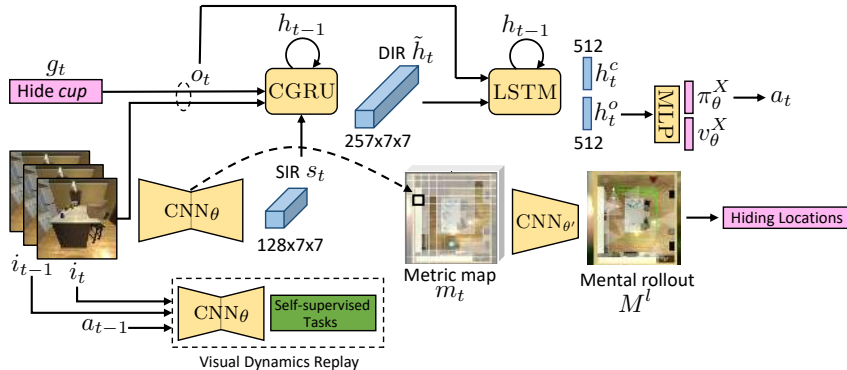 h_{t-1}
h_{t-1}
g_t
o_t
DIR h̃_t
512
Hide cup
CGRU
LSTM
h_t^c
h_t^o
MLP
π_θ^X
v_θ^X
a_t
257x7x7
512
SIR s_t
CNN_θ
128x7x7
CNN_θ'
Hiding Locations
i_{t-1}
i_t
Metric map
m_t
Mental rollout
M^l
a_{t-1}
CNN_θ
Self-supervised
Tasks
Visual Dynamics Replay